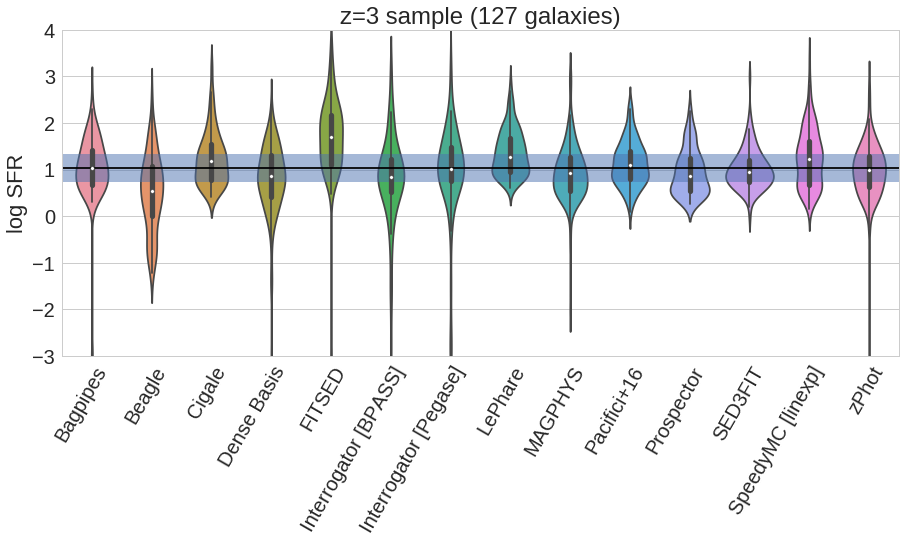 z=3 sample (127 galaxies)
4
3
2
1
0
−1
−2
−3
log SFR
Bagpipes
Beagle
Cigale
Dense Basis
FITSED
Interrogator [BPASS]
Interrogator [Pegase]
LePhare
MAGPHYS
Pacifici+16
Prospector
SED3FIT
SpeedyMC [linexp]
zPhot